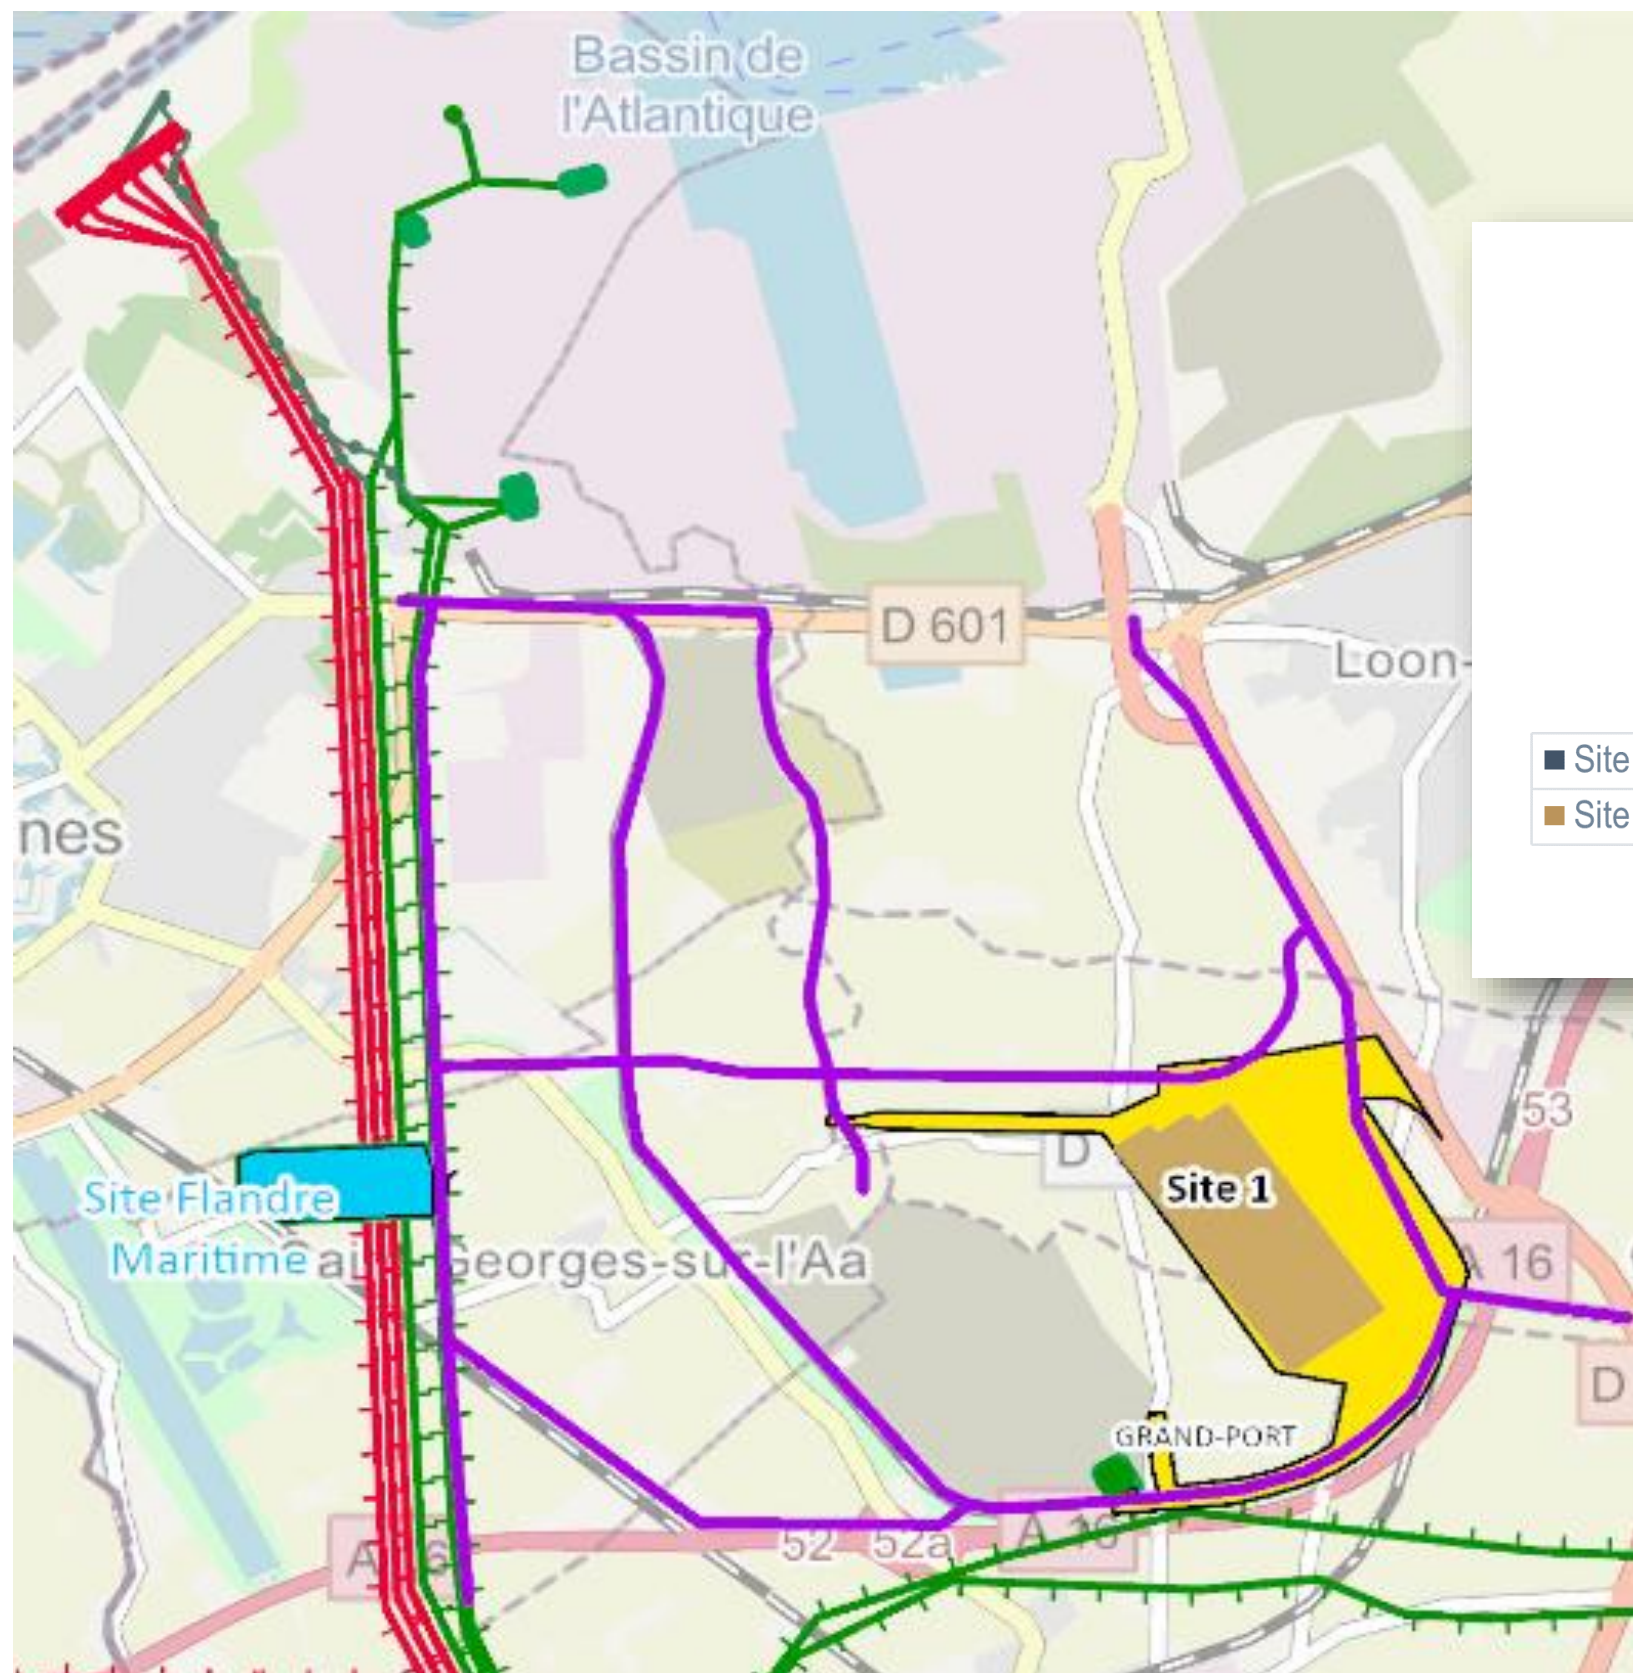 Bassin de
l'Atlantique
D 601
Loon-
Site
Site
nes
53
D
Site 1
Site Flandre
Maritime
Georges-sur-l'Aa
A 16
D
GRAND-PORT
52
52a
A 16